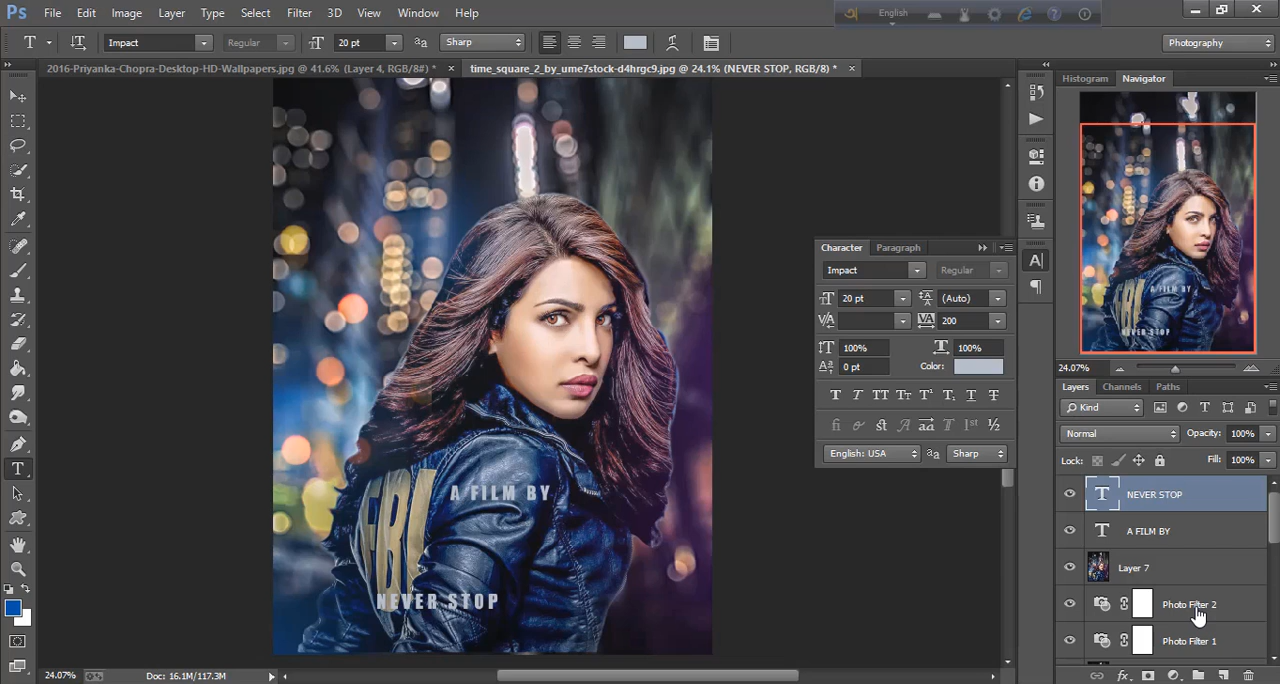 Ps File Edit Image Layer Type Select Filter 3D View Window Help
English
T Impact Regular 20 pt Sharp Photography
2016-Priyanka-Chopra-Desktop-HD-Wallpapers.jpg @ 41.6% (Layer 4, RGB/8#) *
time_square_2_by_ume7stock-d4hrgc9.jpg @ 24.1% (NEVER STOP, RGB/8) *
Histogram Navigator
24.07%
Character Paragraph
Impact Regular
20 pt (Auto)
200
100% 100%
0 pt Color:
English: USA Sharp
Layers Channels Paths
Kind
Normal Opacity: 100%
Lock: Fill: 100%
NEVER STOP
A FILM BY
Layer 7
Photo Filter 2
Photo Filter 1
FBI
A FILM BY
NEVER STOP
24.07% Doc: 16.1M/117.3M